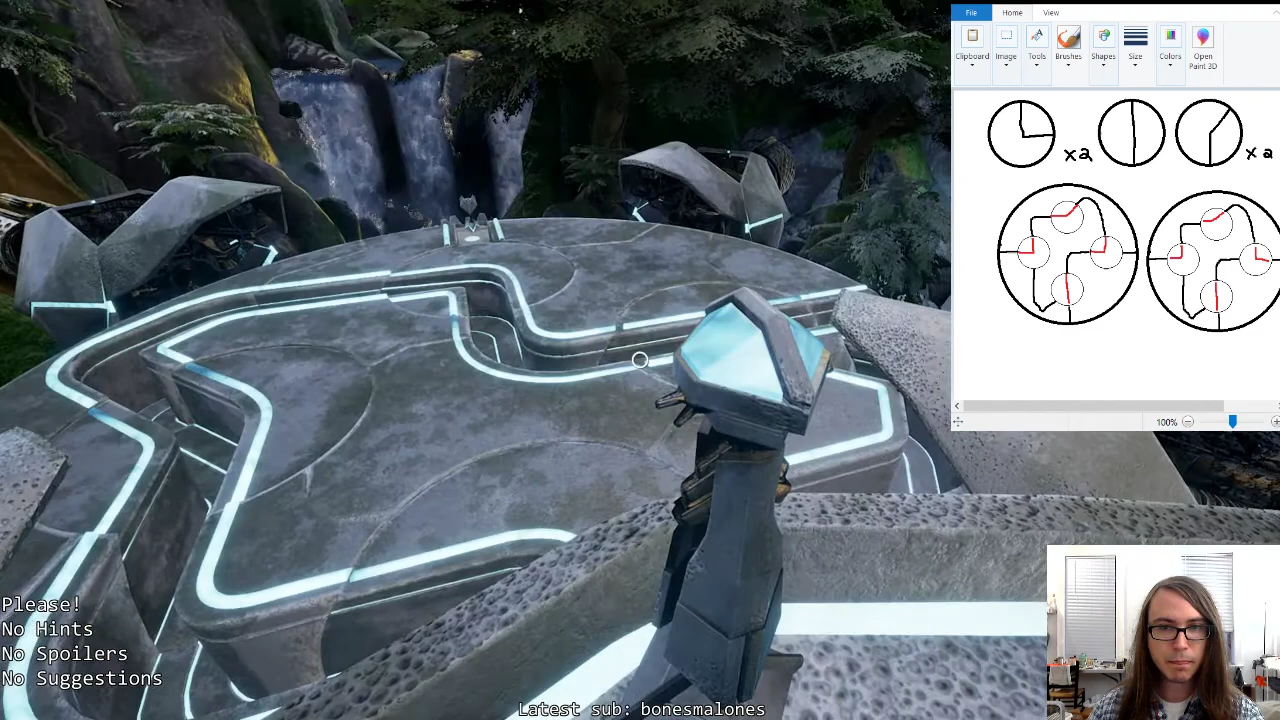 File Home View
Clipboard Image Tools Brushes Shapes Size Colors Open
Paint 3D
x2
x2
100%
Please!
No Hints
No Spoilers
No Suggestions
Latest sub: bonesmalones